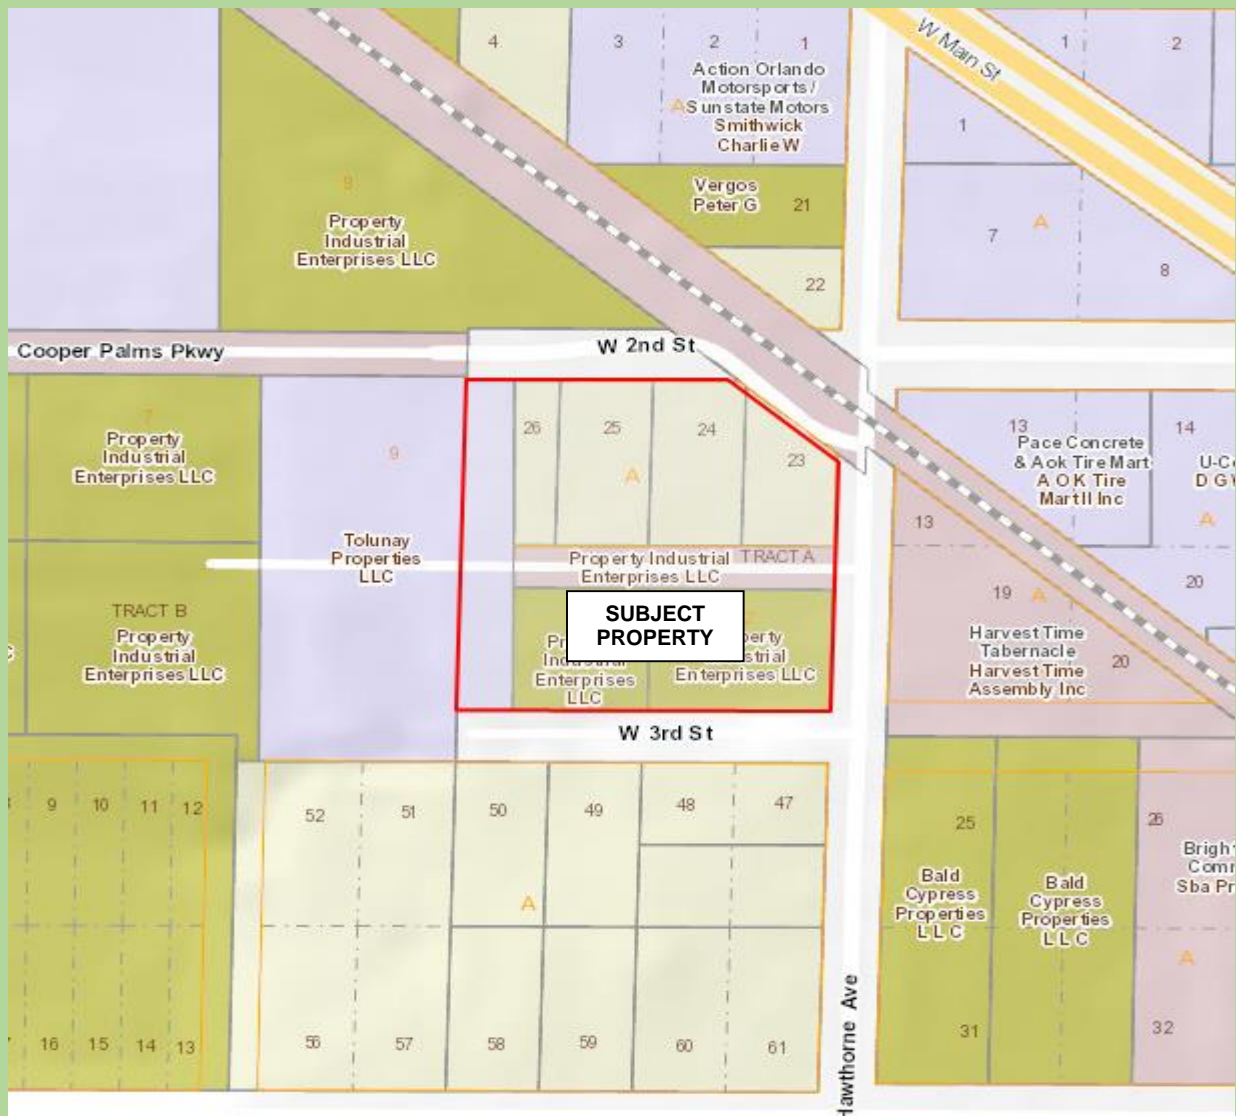 4
3
2
1
Action Orlando
Motorsports /
A Sunstate Motors
Smithwick
Charlie W
W Main St
1
2
1
9
Property
Industrial
Enterprises LLC
Vergos
Peter G
21
22
7
A
8
Cooper Palms Pkwy
W 2nd St
7
Property
Industrial
Enterprises LLC
9
Tolunay
Properties
LLC
26
25
24
23
A
Property Industrial
Enterprises LLC
TRACT A
SUBJECT
PROPERTY
Enterprises
LLC
Enterprises LLC
13
Pace Concrete
& Aok Tire Mart
A O K Tire
Mart II Inc
14
A
20
13
19
A
20
Harvest Time
Tabernacle
Harvest Time
Assembly Inc
TRACT B
Property
Industrial
Enterprises LLC
W 3rd St
9
10
11
12
16
15
14
13
52
51
50
49
48
47
A
56
57
58
59
60
61
Hawthorne Ave
25
Bald
Cypress
Properties
L L C
31
Bald
Cypress
Properties
L L C
26
A
32